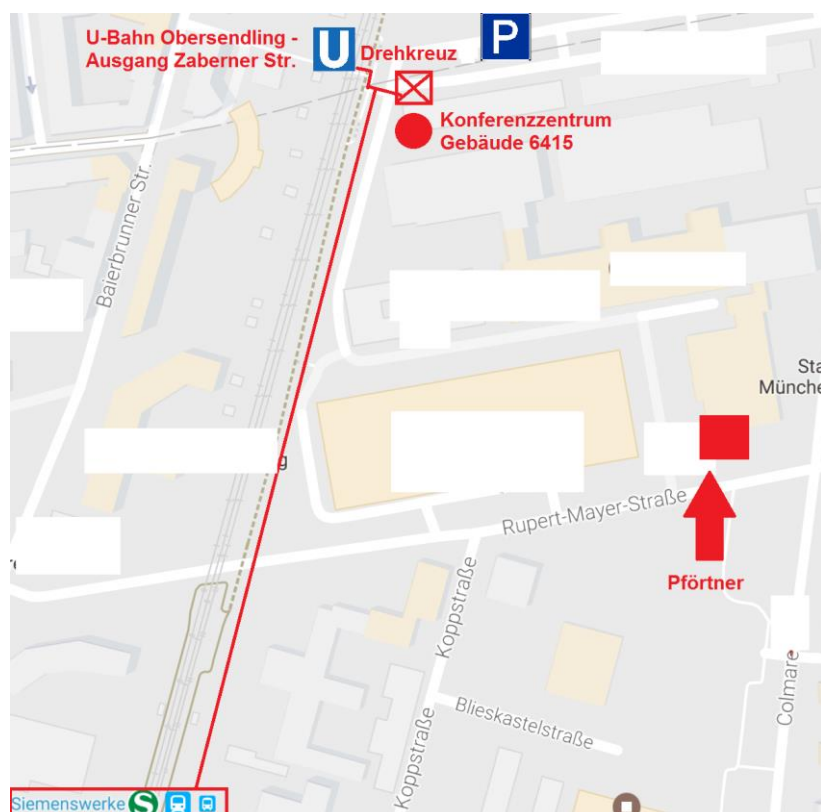 U-Bahn Obersendling -
Ausgang Zaberner Str.
U
Drehkreuz
P
Konferenzzentrum
Gebäude 6415
Baierbrunner Str.
Sta
Münche
g
Rupert-Mayer-Straße
Pförtner
Koppstraße
Koppstraße
Blieskastelstraße
Colmare
Siemenswerke
S